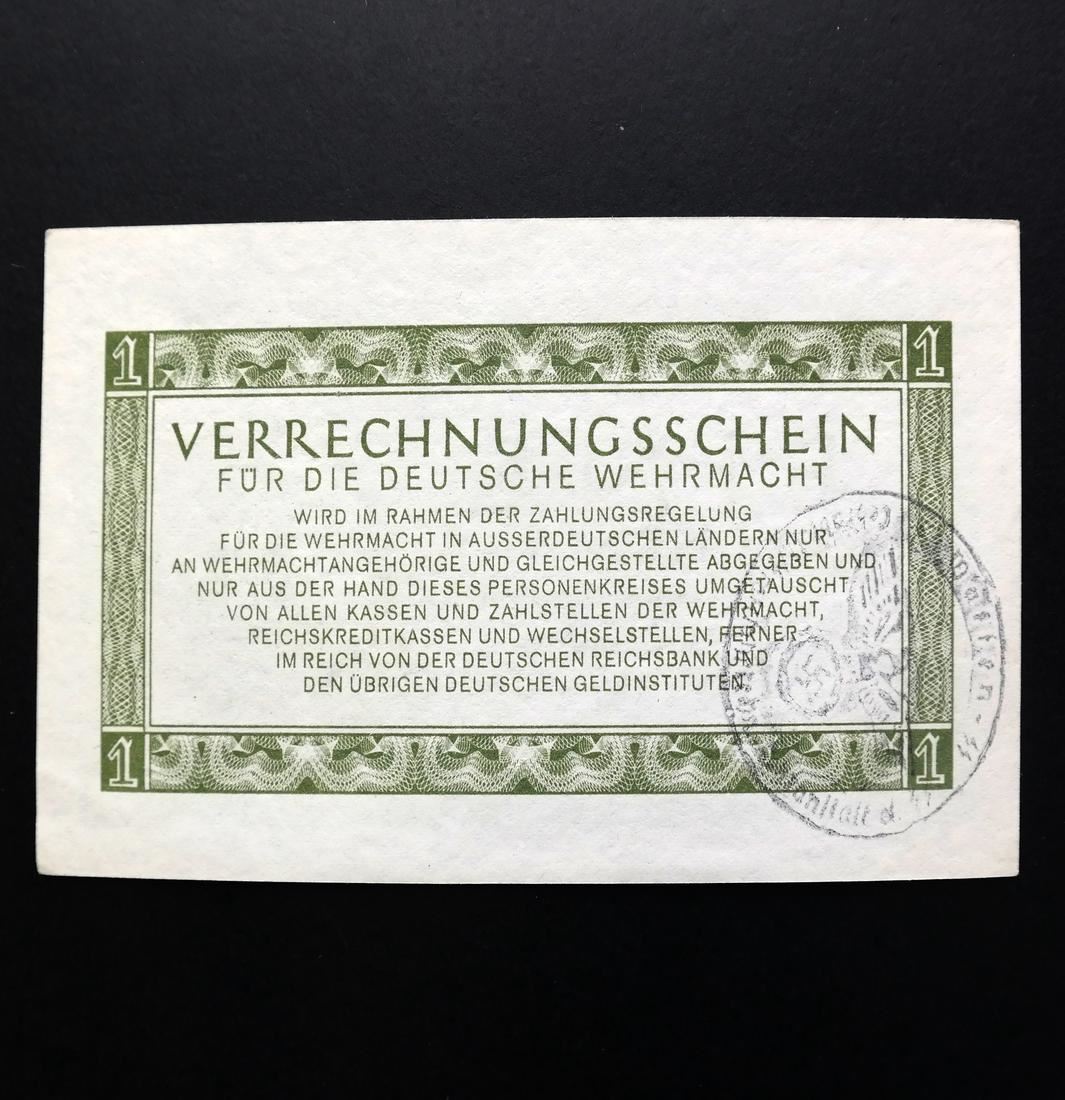 1 1
VERRECHNUNGSSCHEIN
FÜR DIE DEUTSCHE WEHRMACHT
WIRD IM RAHMEN DER ZAHLUNGSREGELUNG
FÜR DIE WEHRMACHT IN AUSSERDEUTSCHEN LÄNDERN NUR
AN WEHRMACHTANGEHÖRIGE UND GLEICHGESTELLTE ABGEGEBEN UND
NUR AUS DER HAND DIESES PERSONENKREISES UMGETAUSCHT
VON ALLEN KASSEN UND ZAHLSTELLEN DER WEHRMACHT,
REICHSKREDITKASSEN UND WECHSELSTELLEN, FERNER
IM REICH VON DER DEUTSCHEN REICHSBANK UND
DEN ÜBRIGEN DEUTSCHEN GELDINSTITUTEN.
1 1